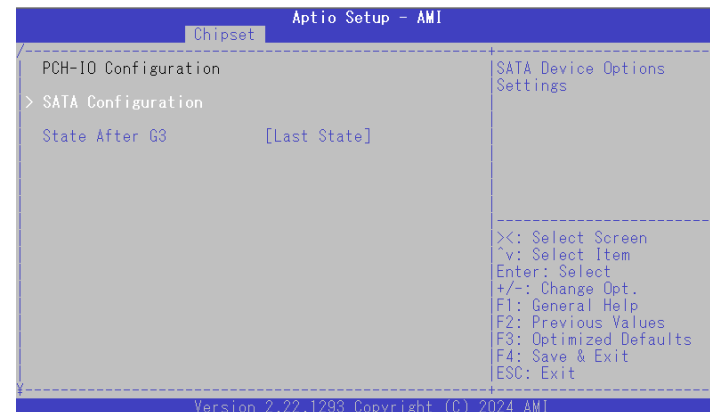 Aptio Setup - AMI
Chipset
PCH-IO Configuration
> SATA Configuration
State After G3 [Last State]
SATA Device Options
Settings
><: Select Screen
^v: Select Item
Enter: Select
+/-: Change Opt.
F1: General Help
F2: Previous Values
F3: Optimized Defaults
F4: Save & Exit
ESC: Exit
Version 2.22.1293 Copyright (C) 2024 AMI